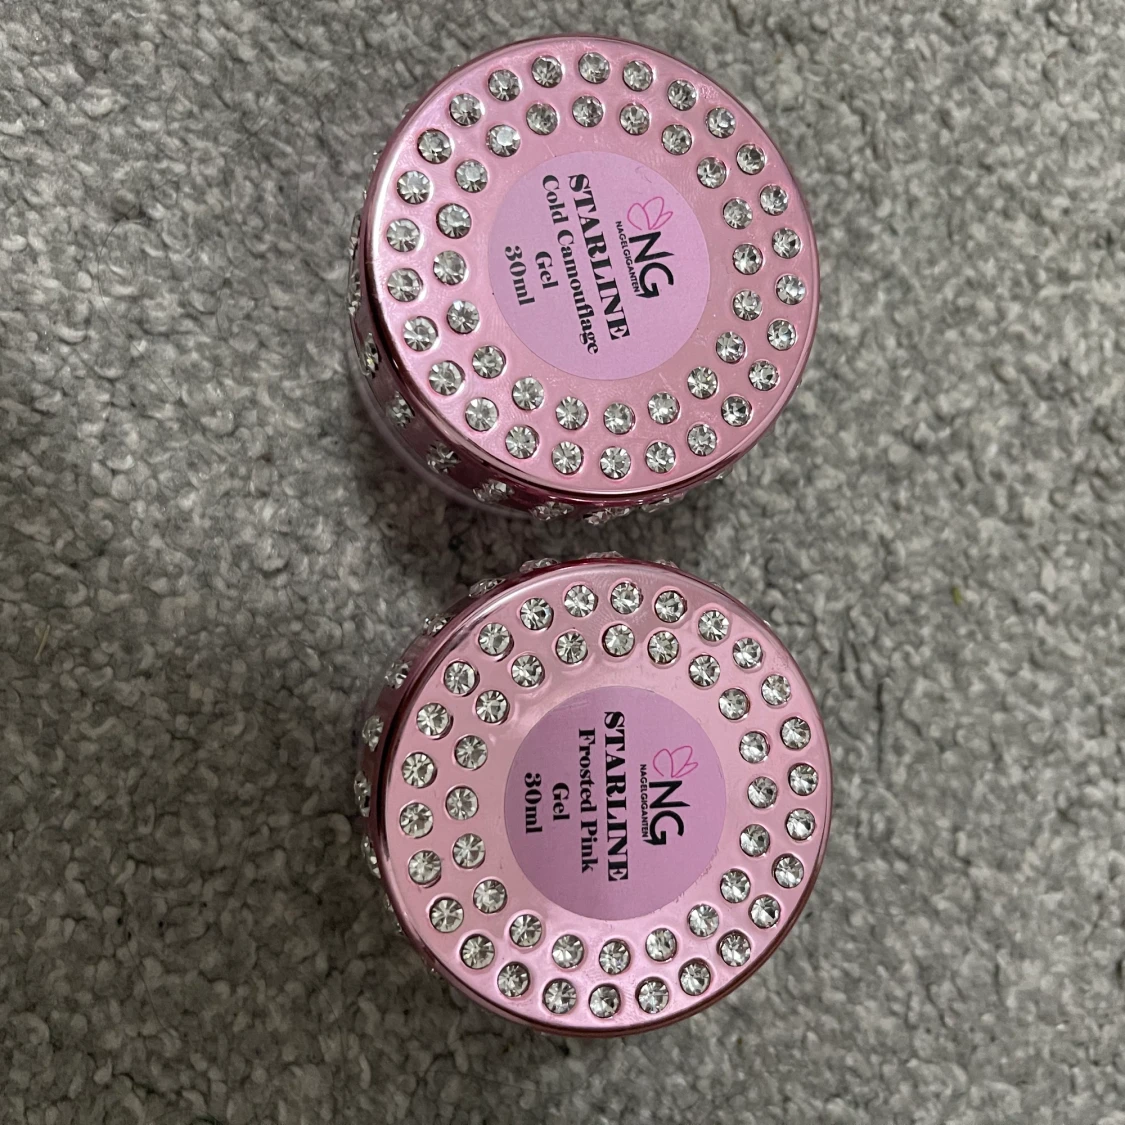 NG
NAGELGIGANTEN
STARLINE
Cold Camouflage
Gel
30ml
NG
NAGELGIGANTEN
STARLINE
Frosted Pink
Gel
30ml